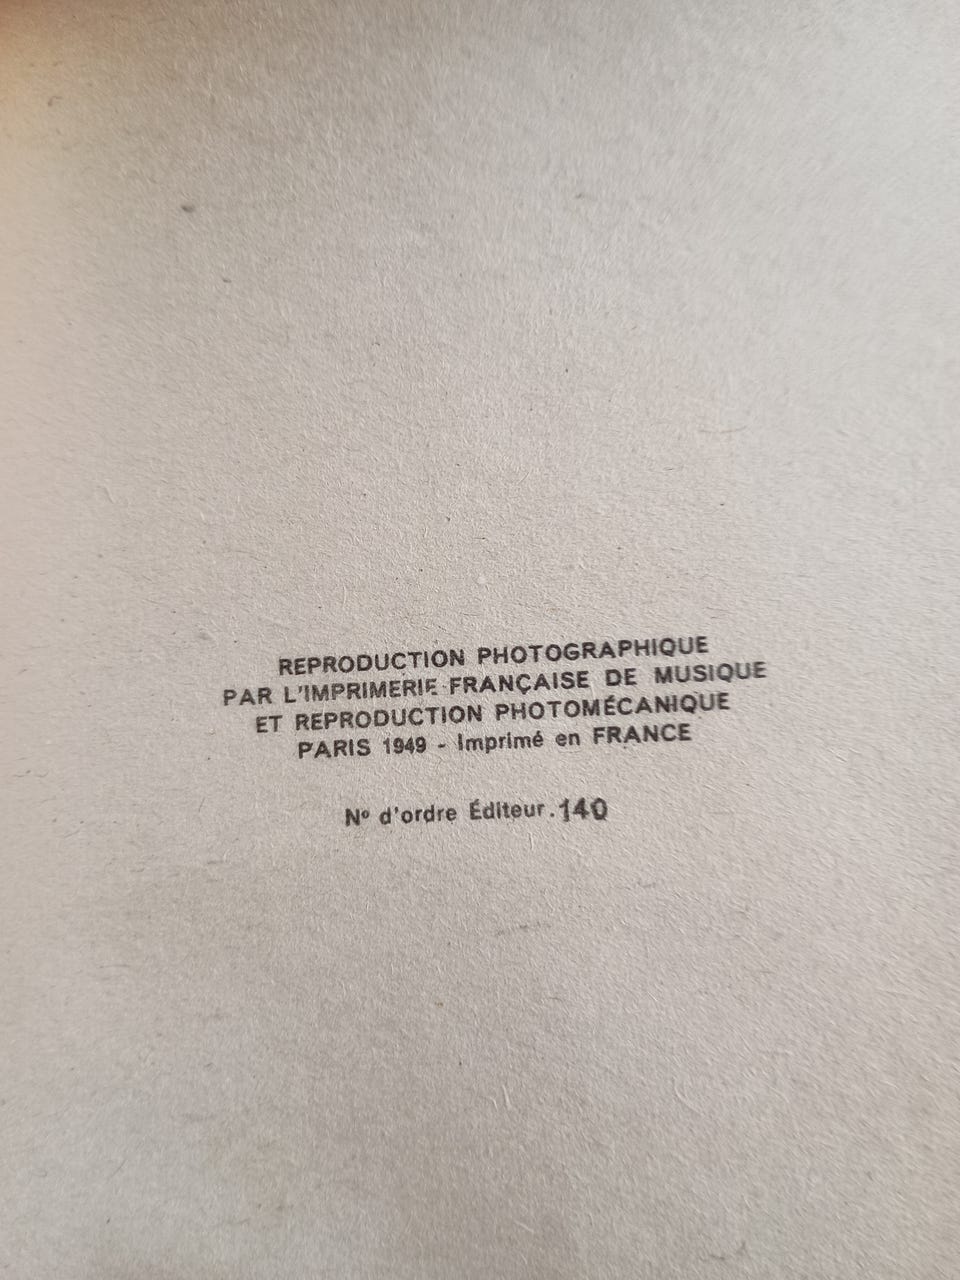 REPRODUCTION PHOTOGRAPHIQUE
PAR L'IMPRIMERIE FRANÇAISE DE MUSIQUE
ET REPRODUCTION PHOTOMÉCANIQUE
PARIS 1949 - Imprimé en FRANCE
Nº d'ordre Éditeur. 140